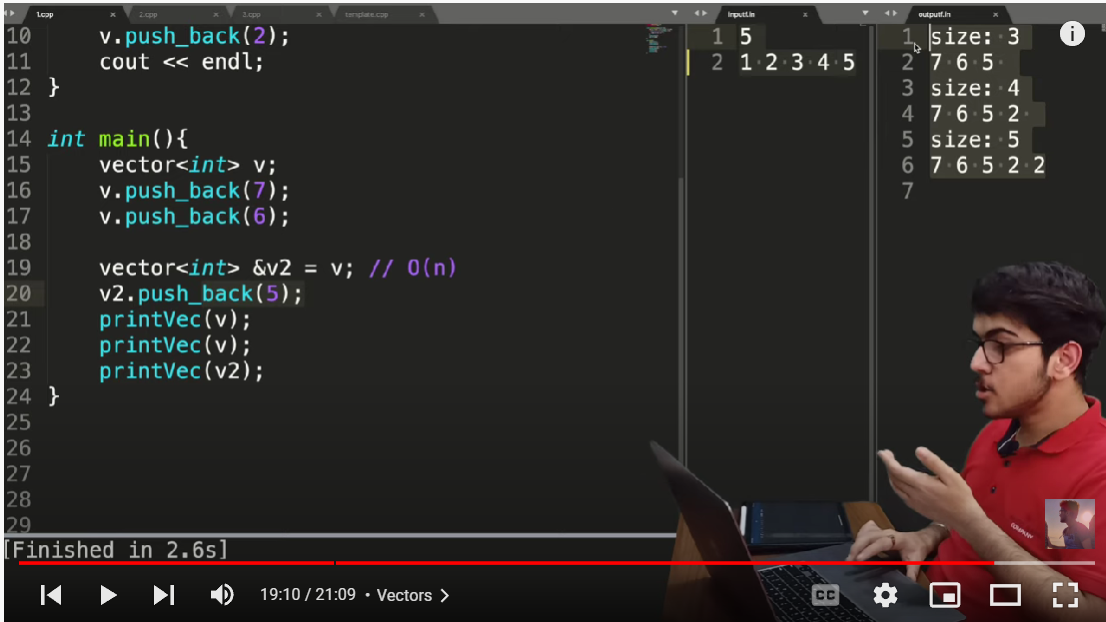 1.cpp
2.cpp
3.cpp
template.cpp
inputf.in
outputf.in
10 v.push_back(2);
11 cout << endl;
12 }
13
14 int main(){
15 vector<int> v;
16 v.push_back(7);
17 v.push_back(6);
18
19 vector<int> &v2 = v; // O(n)
20 v2.push_back(5);
21 printVec(v);
22 printVec(v);
23 printVec(v2);
24 }
25
26
27
28
29
1 5
2 1 2 3 4 5
1 size: 3
2 7 6 5
3 size: 4
4 7 6 5 2
5 size: 5
6 7 6 5 2 2
7
[Finished in 2.6s]
19:10 / 21:09 • Vectors
CC